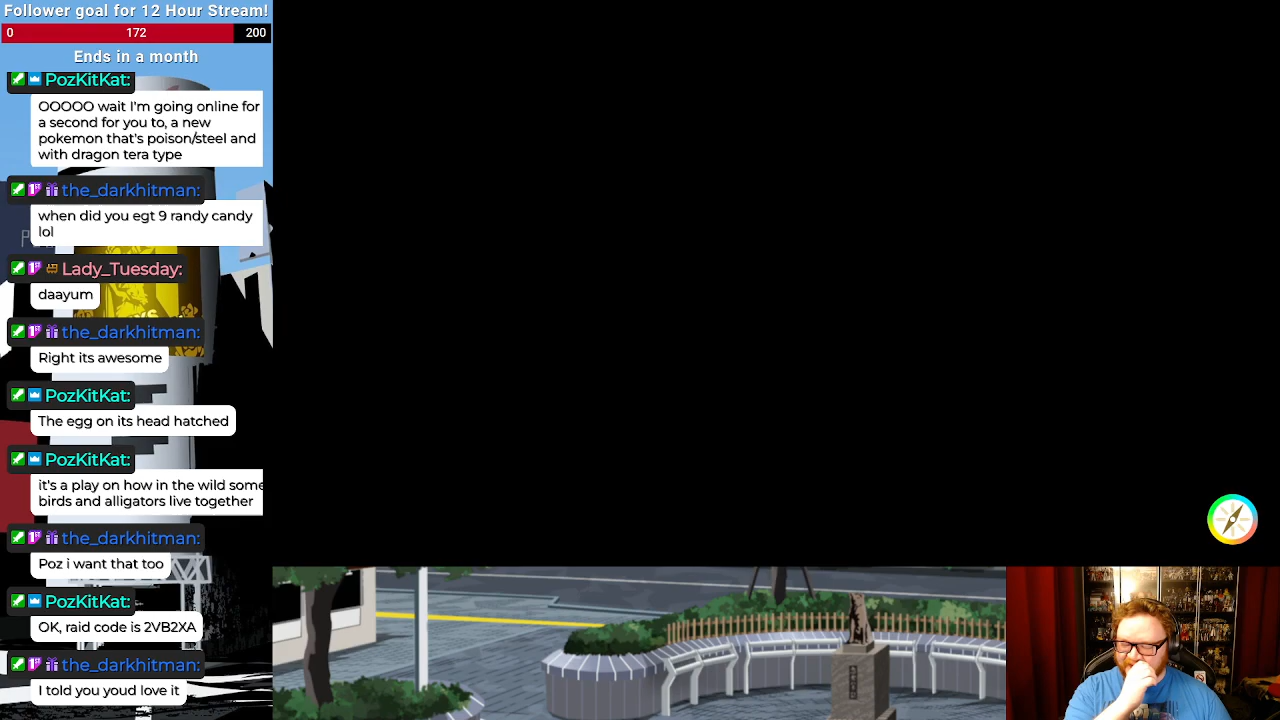 Follower goal for 12 Hour Stream!
0 172 200
Ends in a month
PozKitKat:
OOOOO wait I'm going online for
a second for you to, a new
pokemon that's poison/steel and
with dragon tera type
the_darkhitman:
when did you egt 9 randy candy
lol
Lady_Tuesday:
daayum
the_darkhitman:
Right its awesome
PozKitKat:
The egg on its head hatched
PozKitKat:
it's a play on how in the wild some
birds and alligators live together
the_darkhitman:
Poz i want that too
PozKitKat:
OK, raid code is 2VB2XA
the_darkhitman:
I told you youd love it